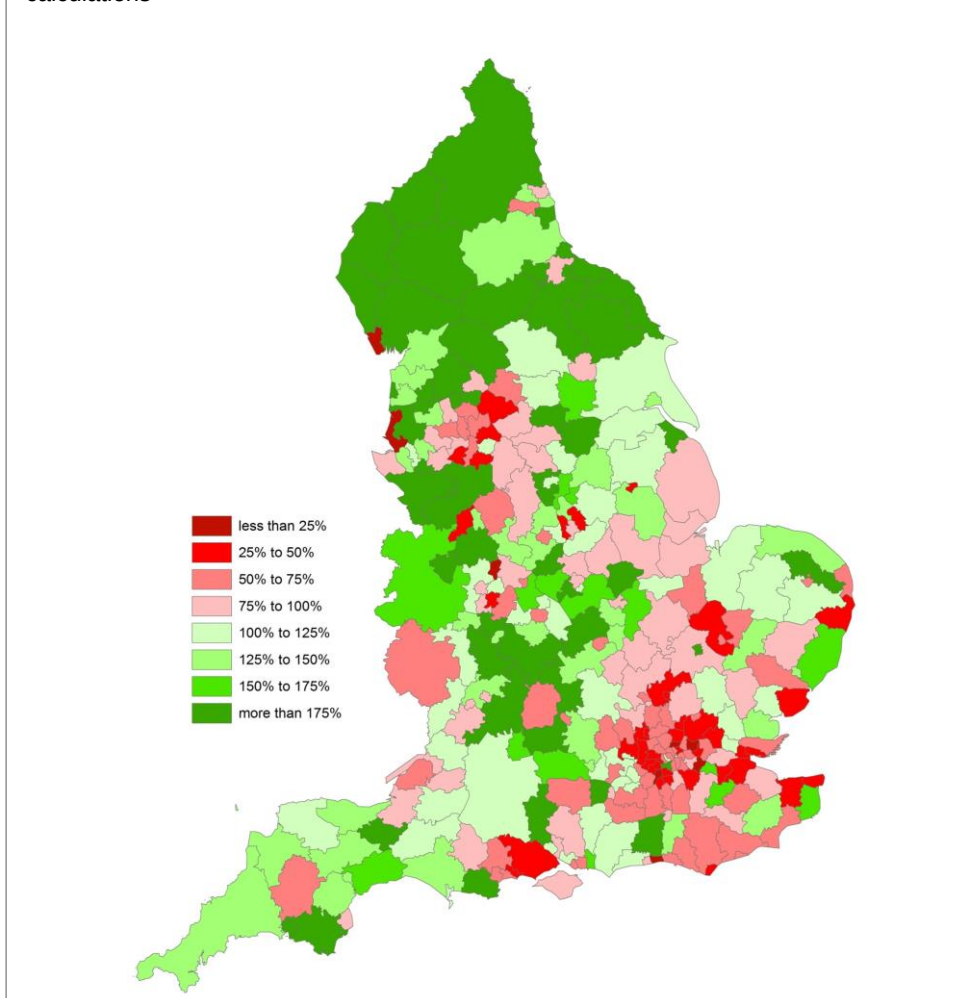 calculations
less than 25%
25% to 50%
50% to 75%
75% to 100%
100% to 125%
125% to 150%
150% to 175%
more than 175%